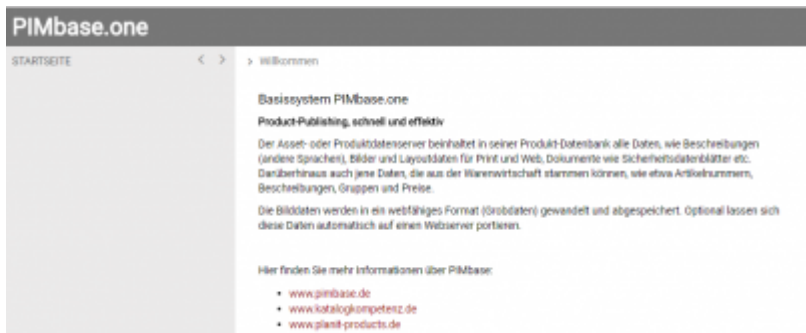 PIMbase.one
STARTSEITE < >
> Willkommen
Basissystem PIMbase.one
Product-Publishing, schnell und effektiv
Der Asset- oder Produktdatenserver beinhaltet in seiner Produkt-Datenbank alle Daten, wie Beschreibungen
(andere Sprachen), Bilder und Layoutdaten für Print und Web, Dokumente wie Sicherheitsdatenblätter etc.
Darüberhinaus auch jene Daten, die aus der Warenwirtschaft stammen können, wie etwa Artikelnummern,
Beschreibungen, Gruppen und Preise.
Die Bilddaten werden in ein webfähiges Format (Grobdaten) gewandelt und abgespeichert. Optional lassen sich
diese Daten automatisch auf einen Webserver portieren.
Hier finden Sie mehr Informationen über PIMbase:
• www.pimbase.de
• www.katalogkompetenz.de
• www.planit-products.de